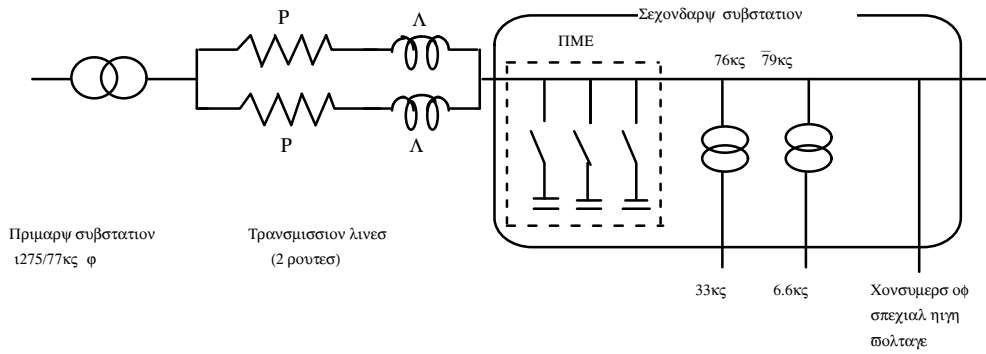 Σεχονδαρψ συβστατιον
Ρ
Λ
ΠΜΕ
76κς ϖ79κς
Ρ
Λ
Πριμαρψ συβστατιον
ι275/77κς φ
Τρανσμισσιον λινεσ
(2 ρουτεσ)
33κς
6.6κς
Χονσυμερσ οφ
σπεχιαλ ηιγη
ϖολταγε